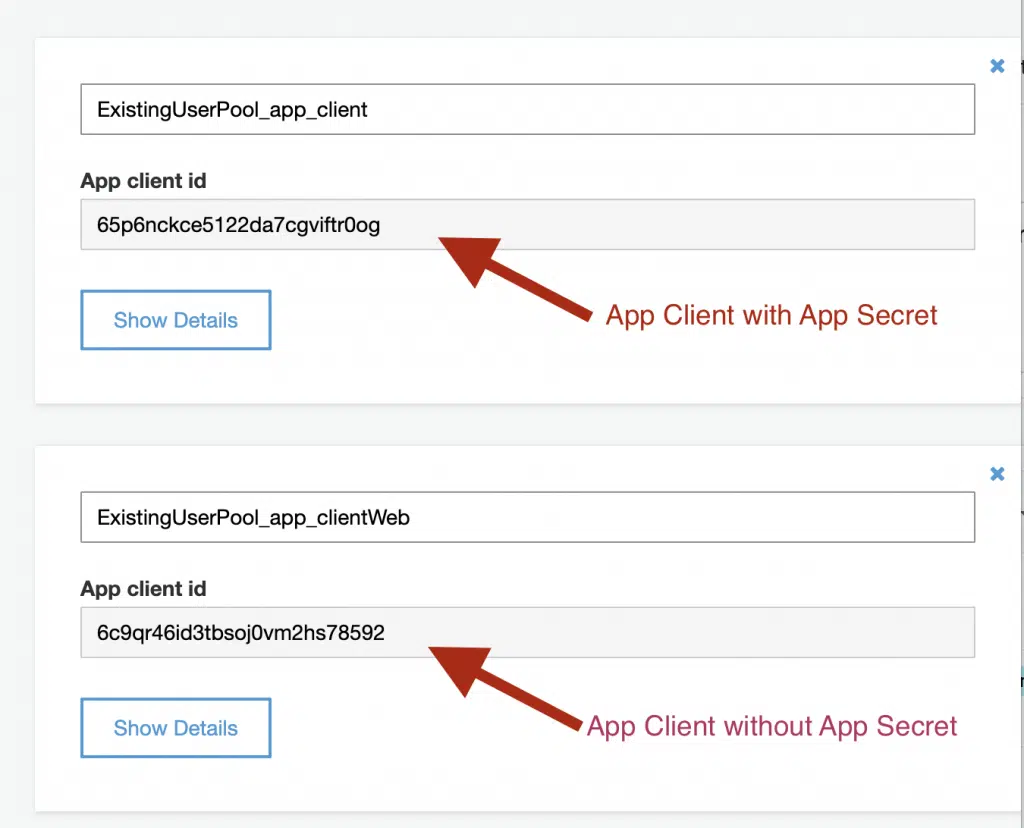 ExistingUserPool_app_client
App client id
65p6nckce5122da7cgviftr0og
Show Details
App Client with App Secret
ExistingUserPool_app_clientWeb
App client id
6c9qr46id3tbsoj0vm2hs78592
Show Details
App Client without App Secret